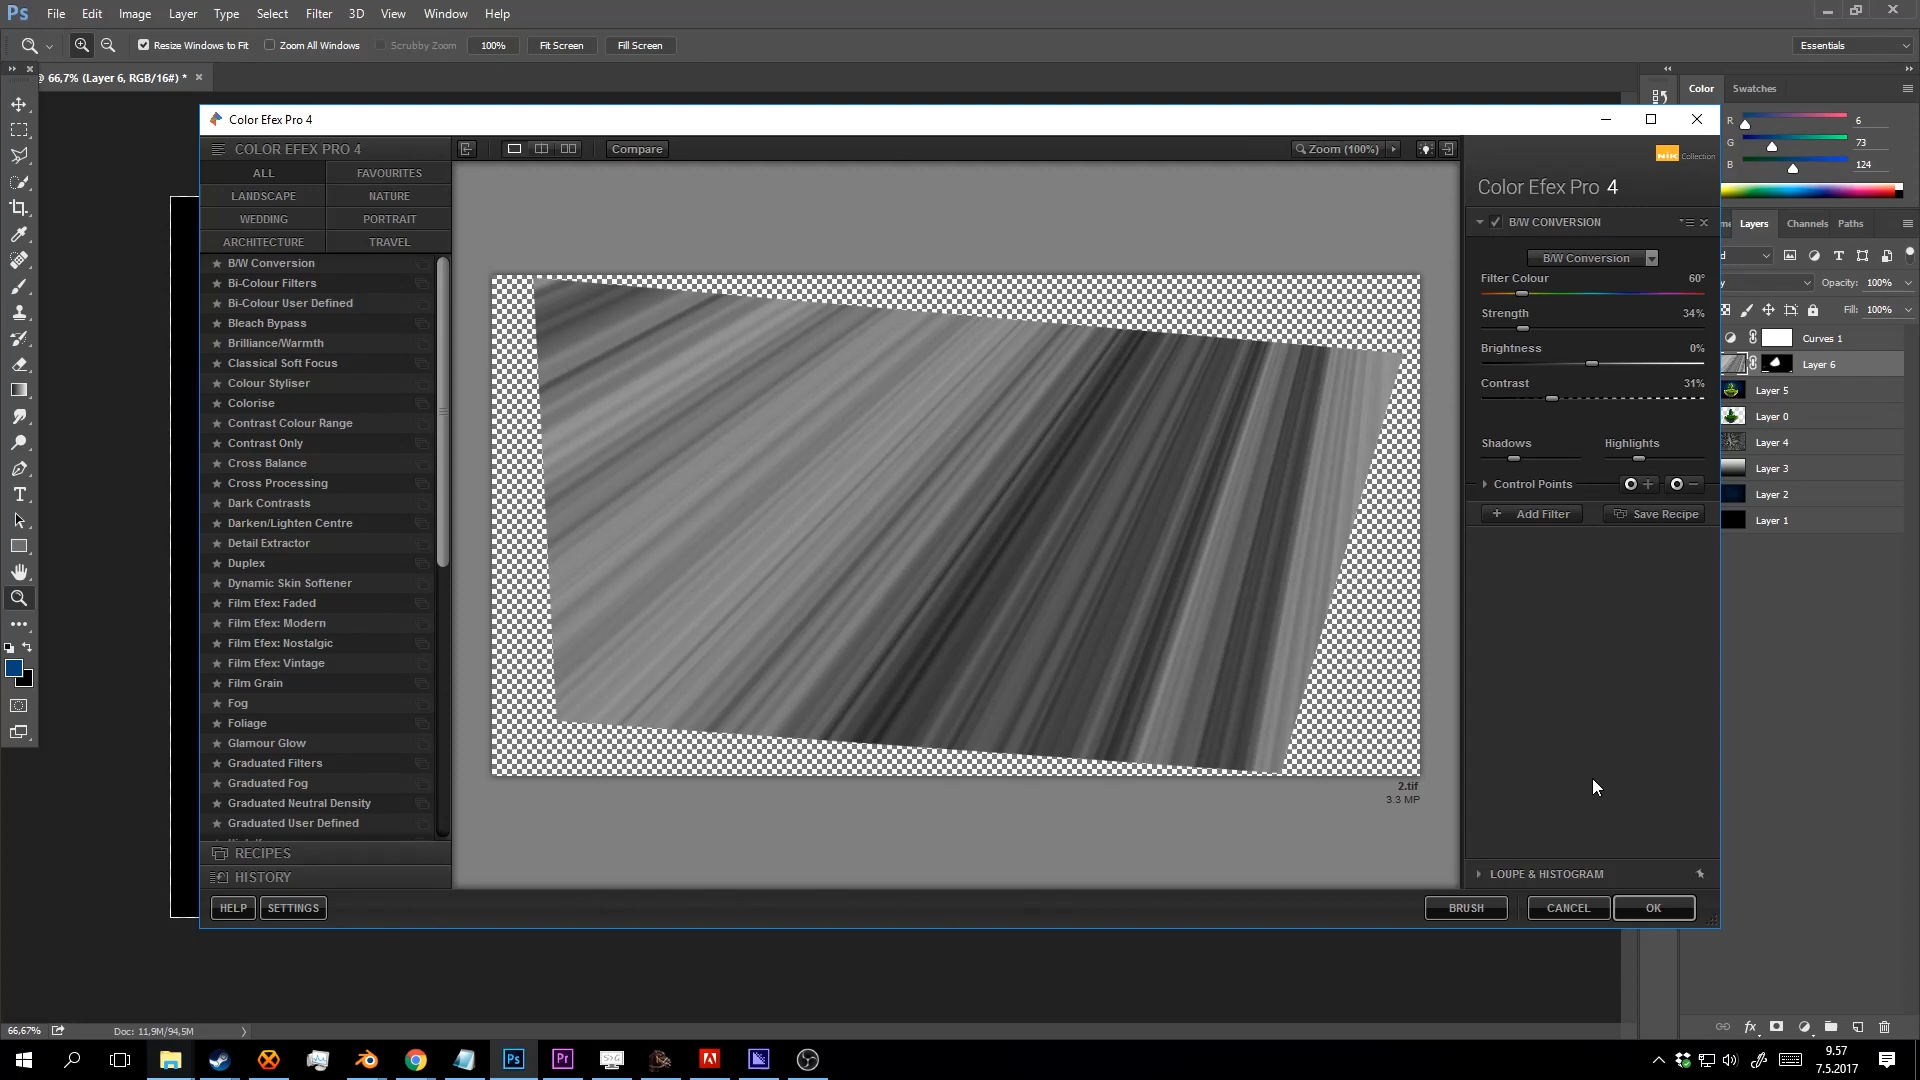 Ps File Edit Image Layer Type Select Filter 3D View Window Help
Resize Windows to Fit Zoom All Windows Scrubby Zoom 100% Fit Screen Fill Screen Essentials
66,7% (Layer 6, RGB/16#) * ×
Color Swatches
R 6
G 73
B 124
Color Efex Pro 4
COLOR EFEX PRO 4
Compare
Zoom (100%)
Nik Collection
Color Efex Pro 4
ALL FAVOURITES
LANDSCAPE NATURE
WEDDING PORTRAIT
ARCHITECTURE TRAVEL
B/W Conversion
Bi-Colour Filters
Bi-Colour User Defined
Bleach Bypass
Brilliance/Warmth
Classical Soft Focus
Colour Styliser
Colorise
Contrast Colour Range
Contrast Only
Cross Balance
Cross Processing
Dark Contrasts
Darken/Lighten Centre
Detail Extractor
Duplex
Dynamic Skin Softener
Film Efex: Faded
Film Efex: Modern
Film Efex: Nostalgic
Film Efex: Vintage
Film Grain
Fog
Foliage
Glamour Glow
Graduated Filters
Graduated Fog
Graduated Neutral Density
Graduated User Defined
RECIPES
HISTORY
HELP SETTINGS
2.tif
3.3 MP
B/W CONVERSION
B/W Conversion
Filter Colour 60°
Strength 34%
Brightness 0%
Contrast 31%
Shadows Highlights
Control Points
+ Add Filter Save Recipe
LOUPE & HISTOGRAM
BRUSH CANCEL OK
Layers Channels Paths
Opacity: 100%
Fill: 100%
Curves 1
Layer 6
Layer 5
Layer 0
Layer 4
Layer 3
Layer 2
Layer 1
66,67% Doc: 11,9M/94,5M
Ps Pr
9.57
7.5.2017